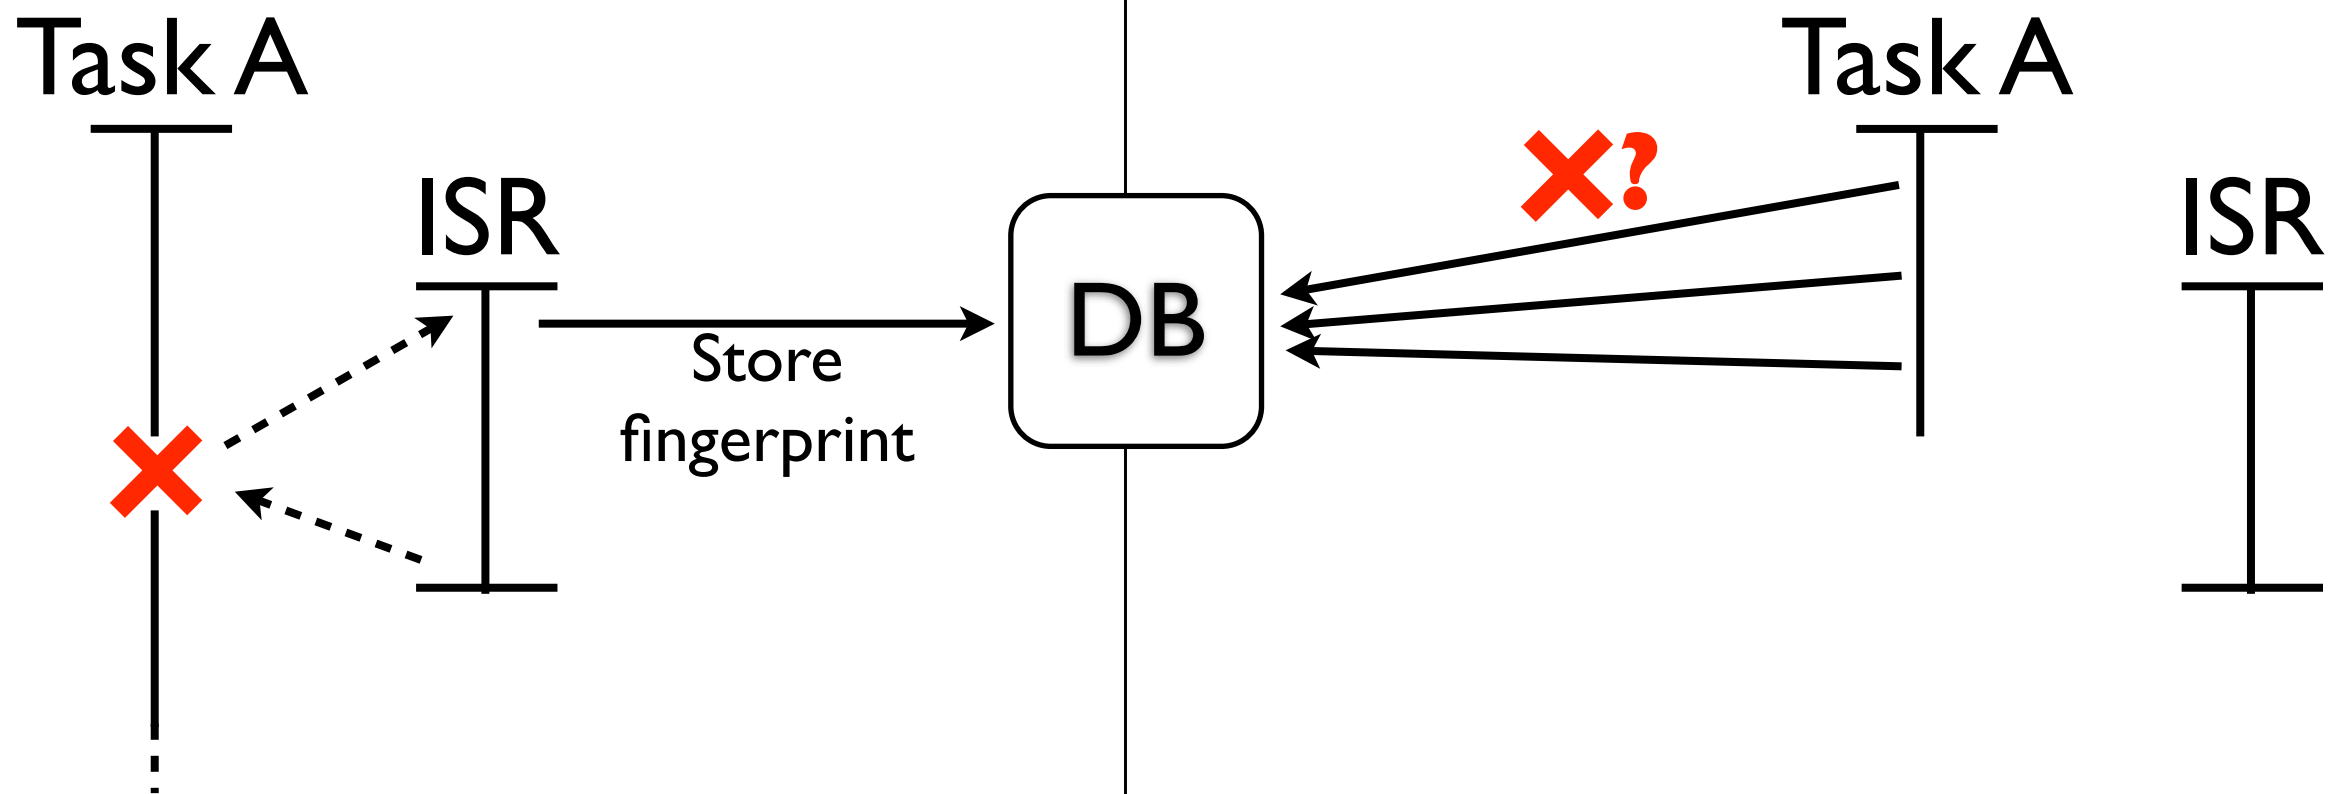 Task A
ISR
Store
fingerprint
DB
?
Task A
ISR